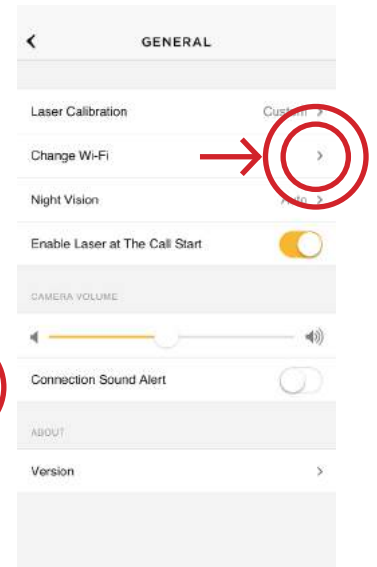 GENERAL
Laser Calibration Custom
Change Wi-Fi
Night Vision Auto
Enable Laser at The Call Start
CAMERA VOLUME
Connection Sound Alert
ABOUT
Version